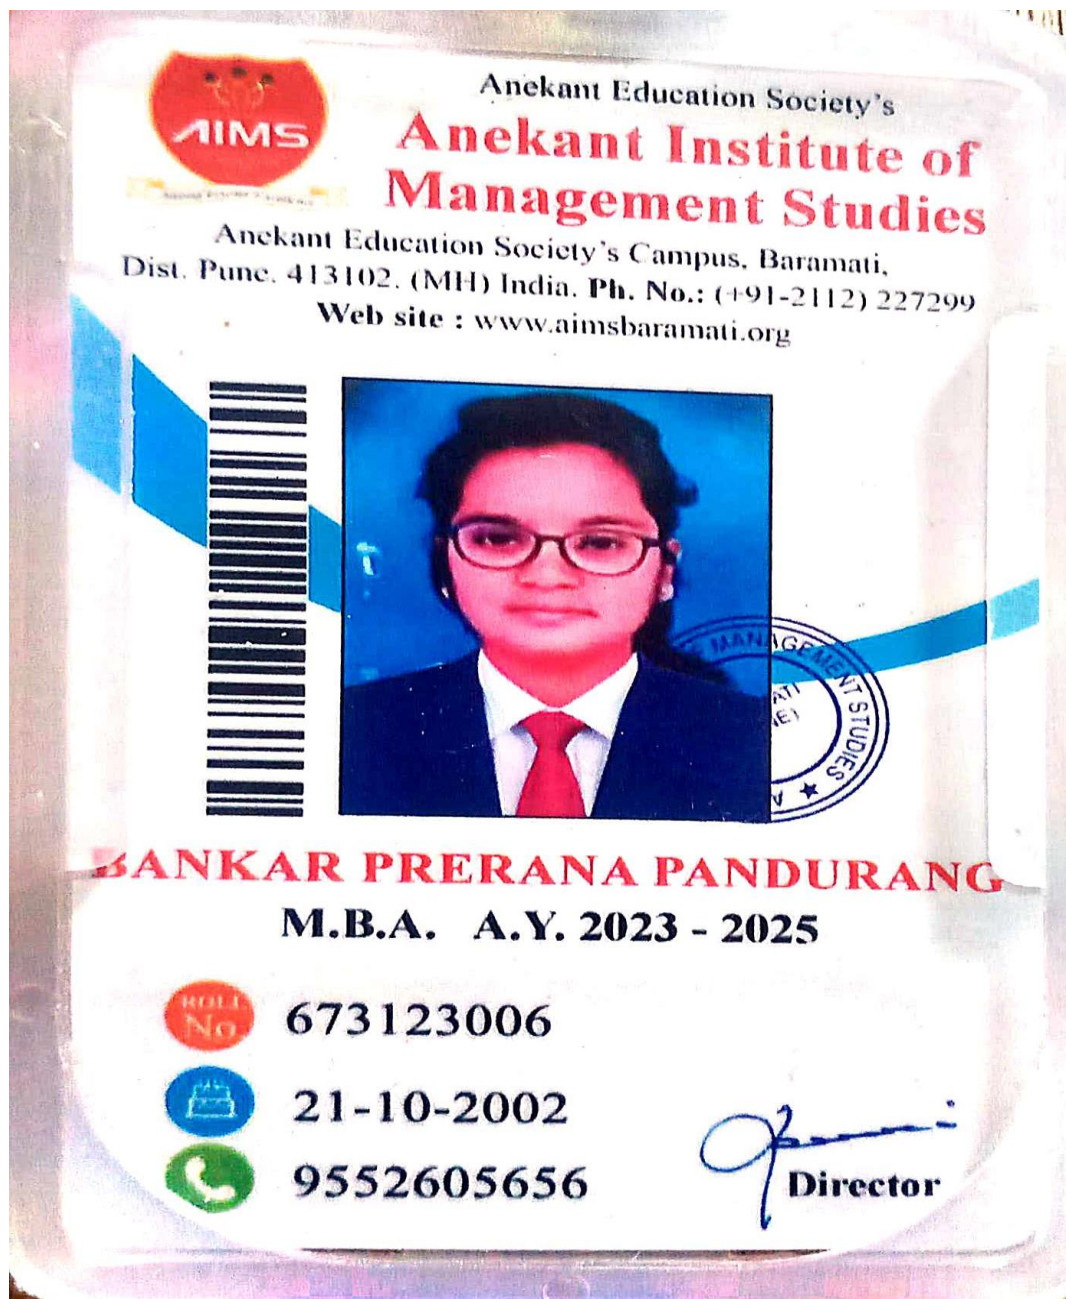 AIMS
Anekant Education Society's
Anekant Institute of
Management Studies
Anekant Education Society's Campus, Baramati,
Dist. Pune. 413102. (MH) India. Ph. No.: (+91-2112) 227299
Web site : www.aimsbaramati.org
MANAGEMENT STUDIES
BANKAR PRERANA PANDURANG
M.B.A. A.Y. 2023 - 2025
ROLL No 673123006
21-10-2002
9552605656
Director